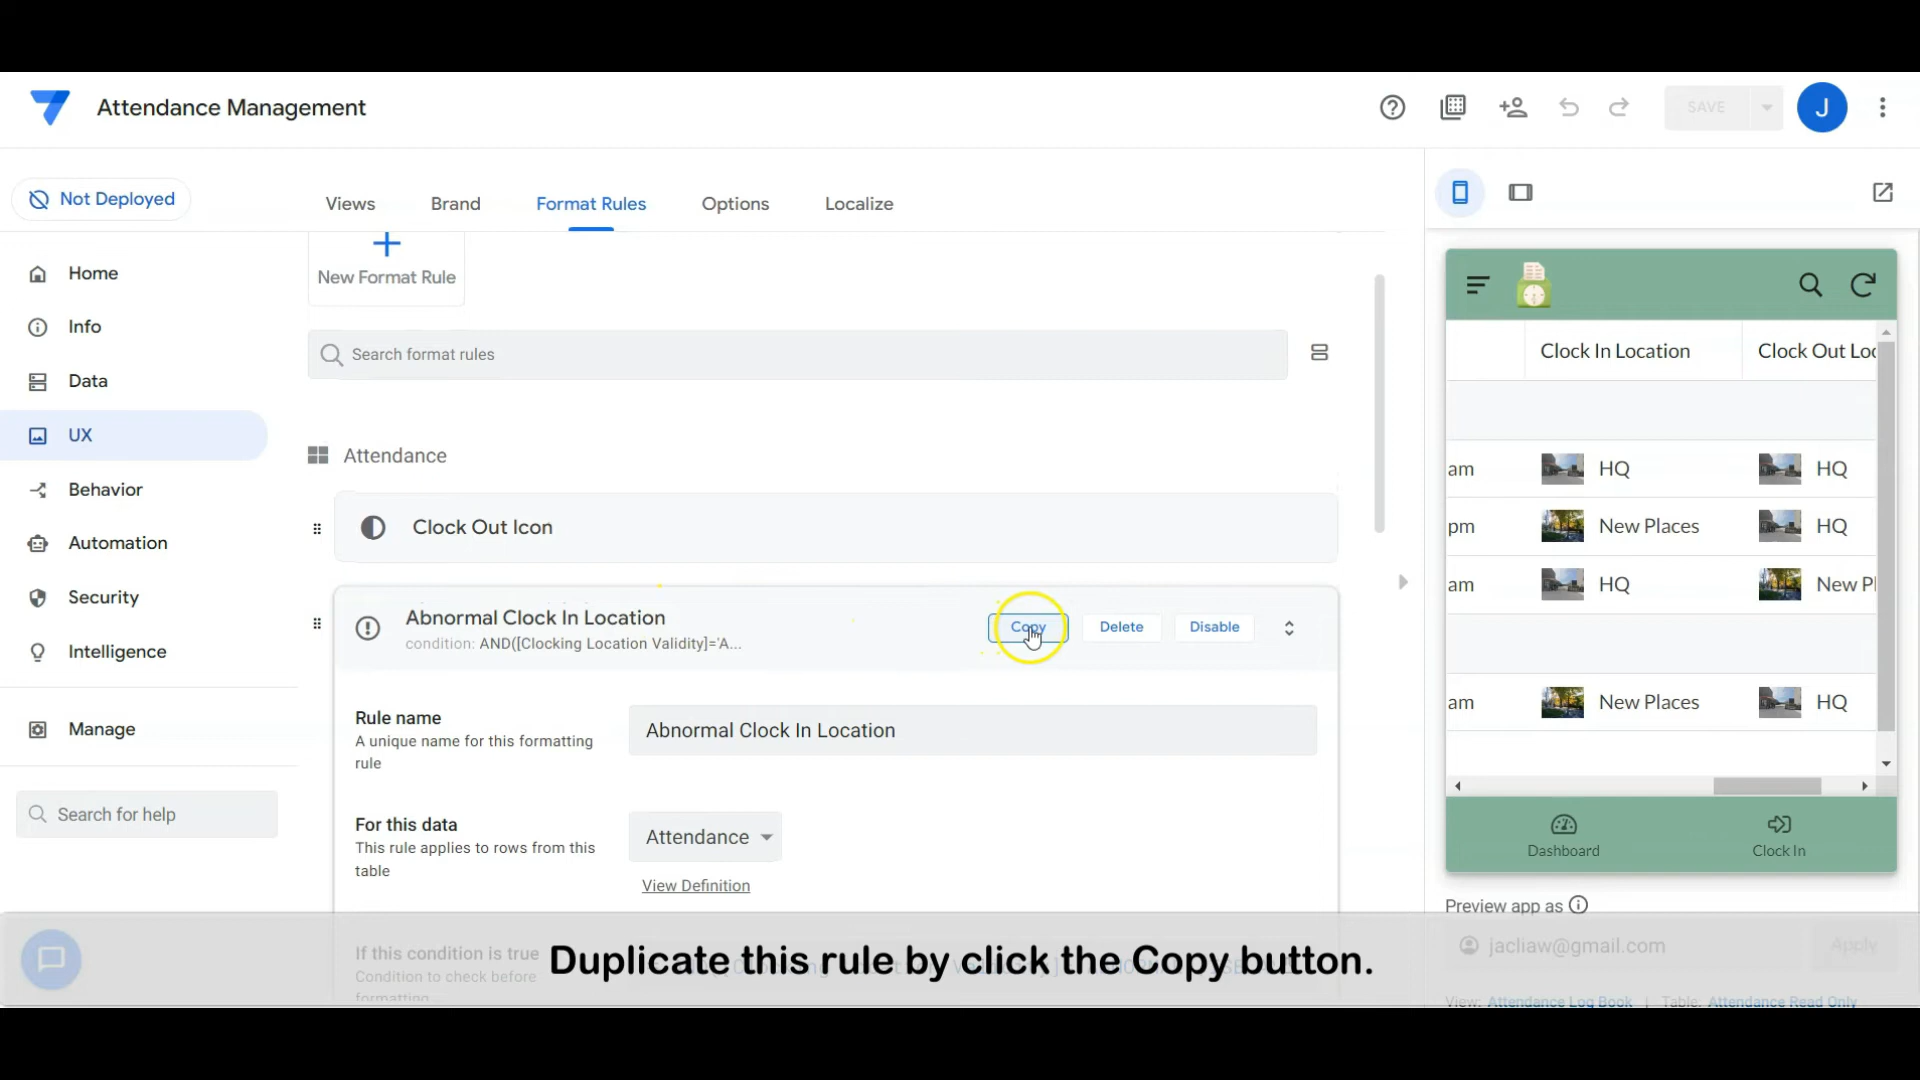 Attendance Management
SAVE
J
Not Deployed
Views
Brand
Format Rules
Options
Localize
Home
Info
Data
UX
Behavior
Automation
Security
Intelligence
Manage
Search for help
New Format Rule
Search format rules
Attendance
Clock Out Icon
Abnormal Clock In Location
condition: AND([Clocking Location Validity]='A...
Copy
Delete
Disable
Rule name
A unique name for this formatting
rule
Abnormal Clock In Location
For this data
This rule applies to rows from this
table
Attendance
View Definition
If this condition is true
Condition to check before
formatting...
Duplicate this rule by click the Copy button.
Clock In Location
Clock Out Loc
am HQ HQ
pm New Places HQ
am HQ New Pl
am New Places HQ
Dashboard
Clock In
Preview app as
jacliaw@gmail.com
Apply
View: Attendance Log Book | Table: Attendance Read Only